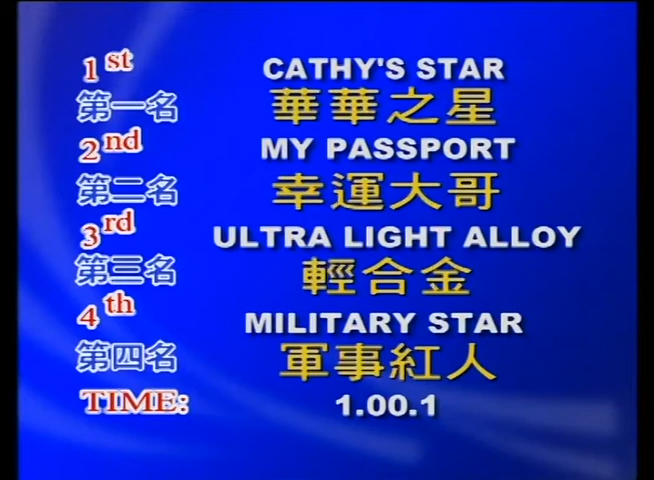 1st CATHY'S STAR
第一名 華華之星
2nd MY PASSPORT
第二名 幸運大哥
3rd ULTRA LIGHT ALLOY
第三名 輕合金
4th MILITARY STAR
第四名 軍事紅人
TIME: 1.00.1